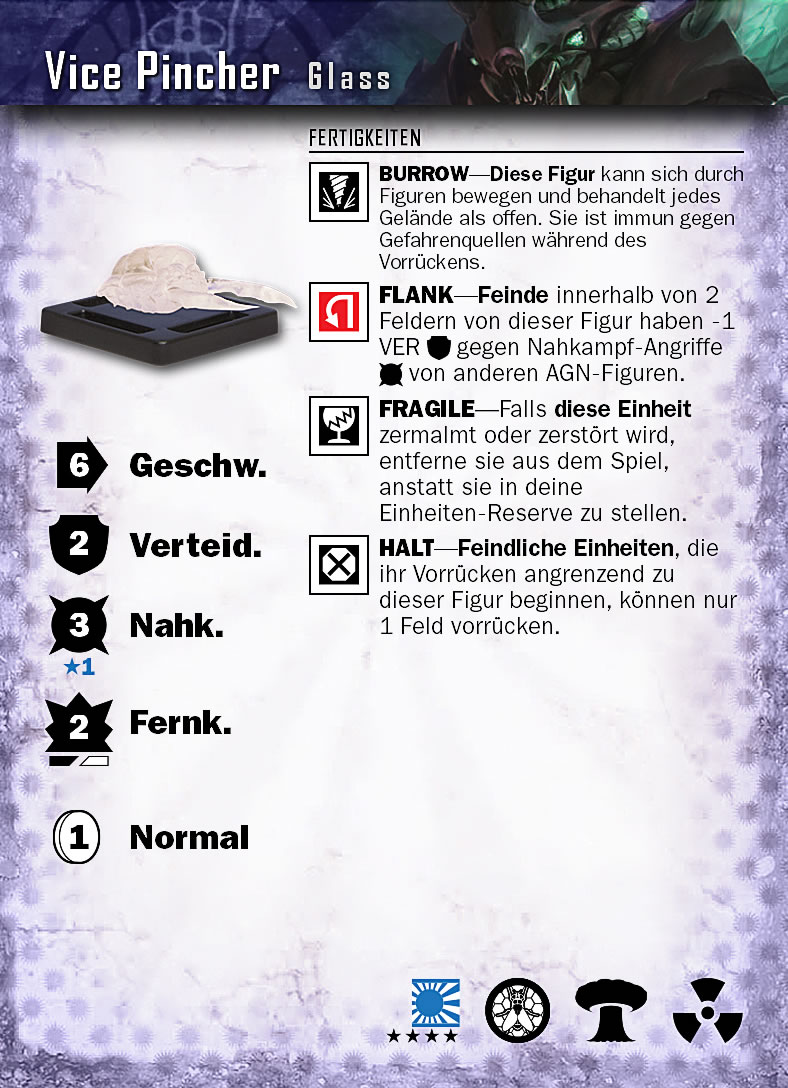 Vice Pincher Glass
FERTIGKEITEN
BURROW—Diese Figur kann sich durch
Figuren bewegen und behandelt jedes
Gelände als offen. Sie ist immun gegen
Gefahrenquellen während des
Vorrückens.
FLANK—Feinde innerhalb von 2
Feldern von dieser Figur haben -1
VER gegen Nahkampf-Angriffe
von anderen AGN-Figuren.
FRAGILE—Falls diese Einheit
zermalmt oder zerstört wird,
entferne sie aus dem Spiel,
anstatt sie in deine
Einheiten-Reserve zu stellen.
HALT—Feindliche Einheiten, die
ihr Vorrücken angrenzend zu
dieser Figur beginnen, können nur
1 Feld vorrücken.
6 Geschw.
2 Verteid.
3 Nahk.
★1
2 Fernk.
1 Normal